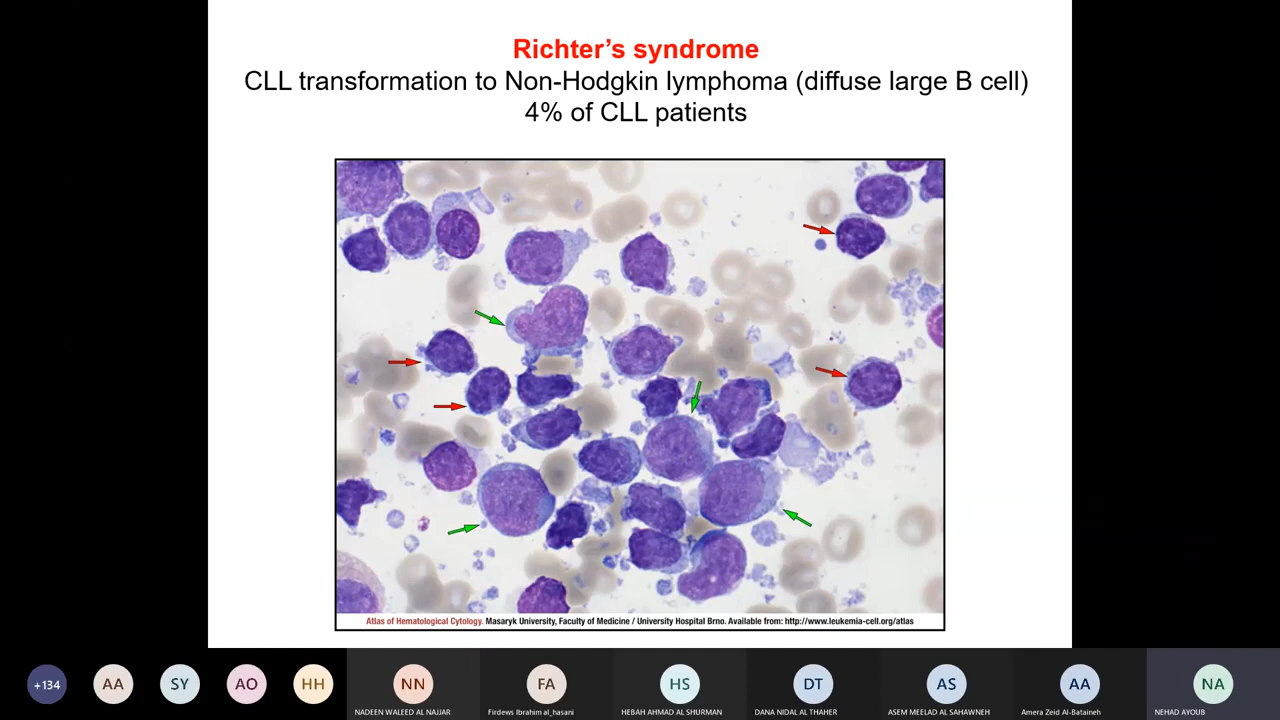 Richter’s syndrome
CLL transformation to Non-Hodgkin lymphoma (diffuse large B cell)
4% of CLL patients
Atlas of Hematological Cytology. Masaryk University, Faculty of Medicine / University Hospital Brno. Available from: http://www.leukemia-cell.org/atlas
+134 AA SY AO HH NN FA HS DT AS AA NA
NADEEN WALEED AL NAJJAR Firdews Ibrahim al_hasani HEBAH AHMAD AL SHURMAN DANA NIDAL AL THAHER ASEM MEELAD AL SAHAWNEH Amera Zeid Al-Bataineh NEHAD AYOUB